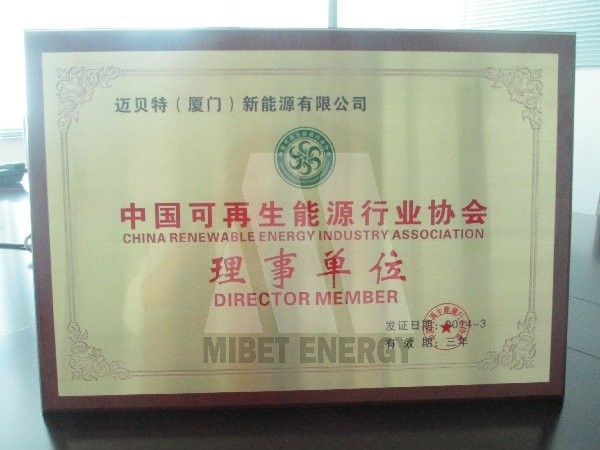 迈贝特（厦门）新能源有限公司
中国可再生能源行业协会
CHINA RENEWABLE ENERGY INDUSTRY ASSOCIATION
理事单位
DIRECTOR MEMBER
发证日期：2014-3
有效期：三年
MIBET ENERGY